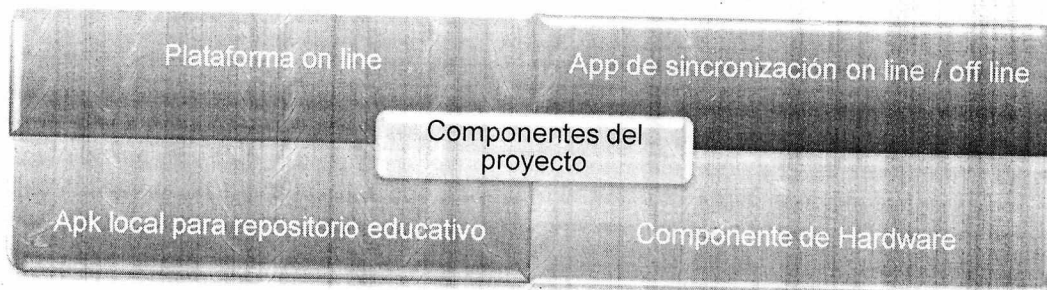 Plataforma on line
App de sincronización on line / off line
Componentes del
proyecto
Apk local para repositorio educativo
Componente de Hardware